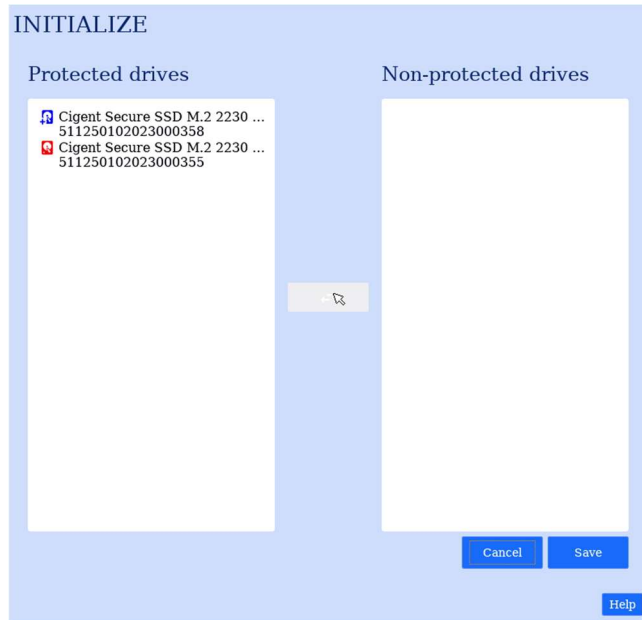 INITIALIZE
Protected drives
Non-protected drives
Cigent Secure SSD M.2 2230 ...
511250102023000358
Cigent Secure SSD M.2 2230 ...
511250102023000355
Cancel
Save
Help